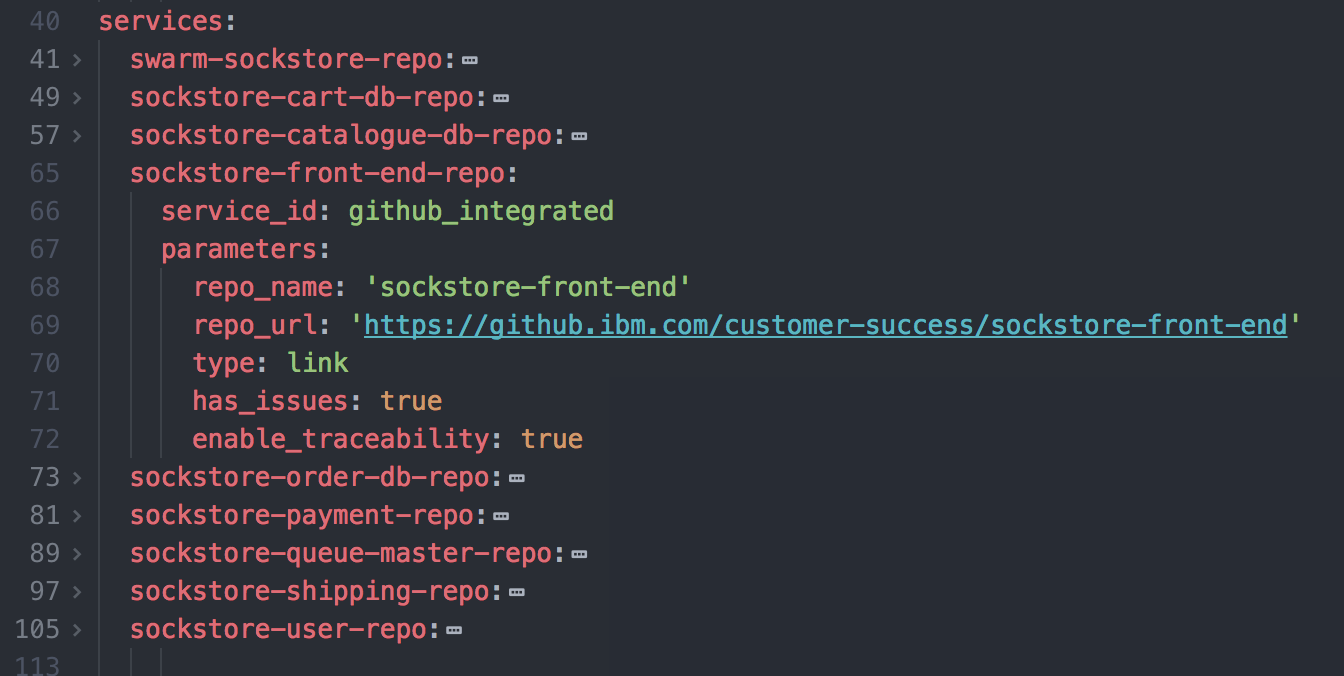 40 services:
41 > swarm-sockstore-repo:…
49 > sockstore-cart-db-repo:…
57 > sockstore-catalogue-db-repo:…
65 sockstore-front-end-repo:
66 service_id: github_integrated
67 parameters:
68 repo_name: 'sockstore-front-end'
69 repo_url: 'https://github.ibm.com/customer-success/sockstore-front-end'
70 type: link
71 has_issues: true
72 enable_traceability: true
73 > sockstore-order-db-repo:…
81 > sockstore-payment-repo:…
89 > sockstore-queue-master-repo:…
97 > sockstore-shipping-repo:…
105 > sockstore-user-repo:…
113